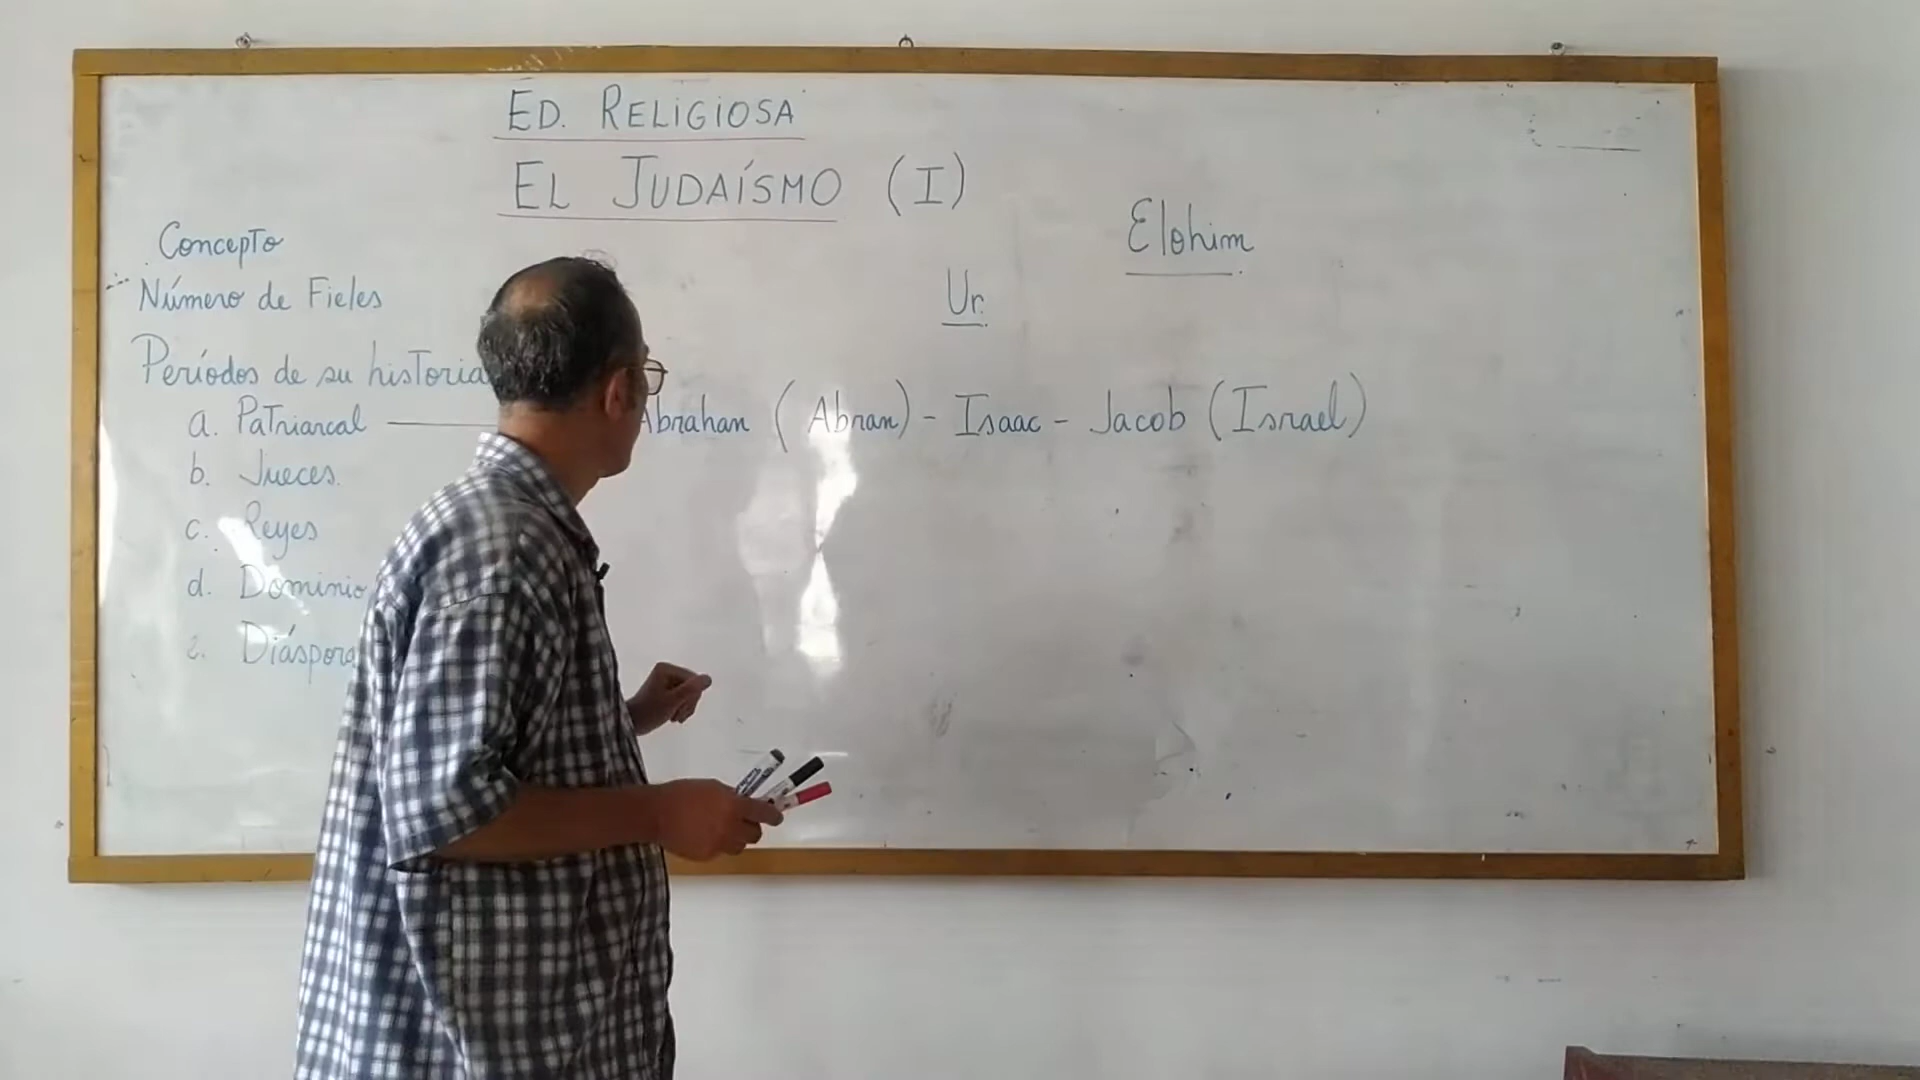 ED. RELIGIOSA
EL JUDAÍSMO (I)
Elohim
Concepto
Número de Fieles
Ur.
Períodos de su historia
a. Patriarcal — Abrahan (Abran) - Isaac - Jacob (Israel)
b. Jueces.
c. Reyes
d. Dominio
e. Diáspora